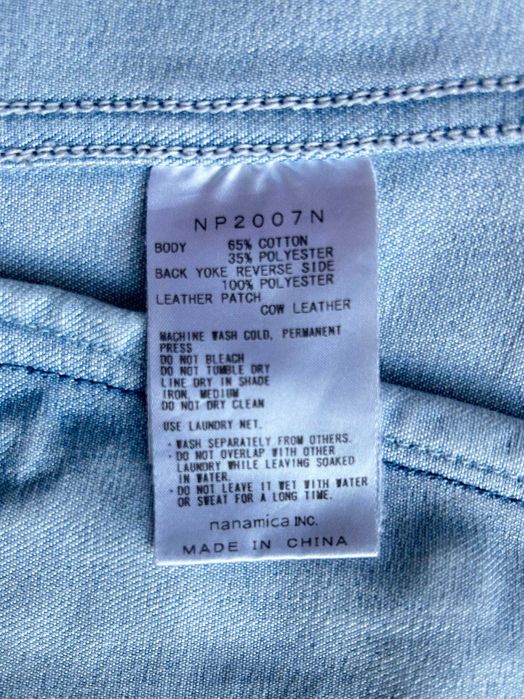 NP2007N
BODY 65% COTTON
35% POLYESTER
BACK YOKE REVERSE SIDE
100% POLYESTER
LEATHER PATCH
COW LEATHER
MACHINE WASH COLD, PERMANENT
PRESS
DO NOT BLEACH
DO NOT TUMBLE DRY
LINE DRY IN SHADE
IRON, MEDIUM
DO NOT DRY CLEAN
USE LAUNDRY NET.
・WASH SEPARATELY FROM OTHERS.
・DO NOT OVERLAP WITH OTHER
LAUNDRY WHILE LEAVING SOAKED
IN WATER.
・DO NOT LEAVE IT WET WITH WATER
OR SWEAT FOR A LONG TIME.
nanamica INC.
MADE IN CHINA